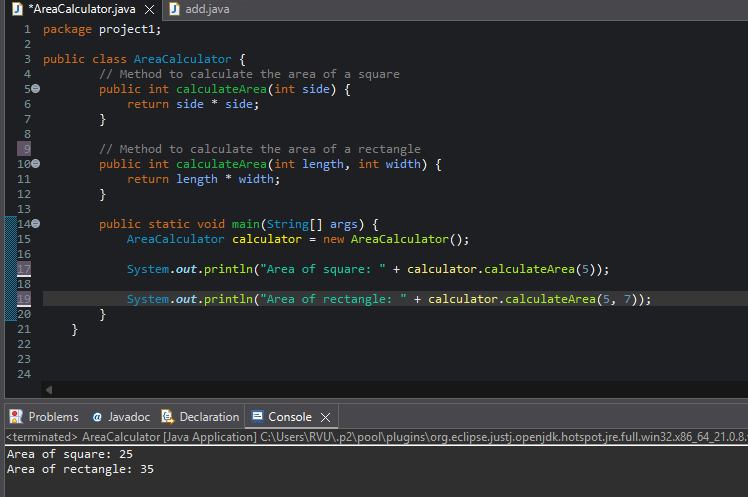 *AreaCalculator.java add.java
1 package project1;
2
3 public class AreaCalculator {
4 // Method to calculate the area of a square
5 public int calculateArea(int side) {
6 return side * side;
7 }
8
9 // Method to calculate the area of a rectangle
10 public int calculateArea(int length, int width) {
11 return length * width;
12 }
13
14 public static void main(String[] args) {
15 AreaCalculator calculator = new AreaCalculator();
16
17 System.out.println("Area of square: " + calculator.calculateArea(5));
18
19 System.out.println("Area of rectangle: " + calculator.calculateArea(5, 7));
20 }
21 }
22
23
24
Problems @ Javadoc Declaration Console
<terminated> AreaCalculator [Java Application] C:\Users\RVU\.p2\pool\plugins\org.eclipse.justj.openjdk.hotspot.jre.full.win32.x86_64_21.0.8.
Area of square: 25
Area of rectangle: 35